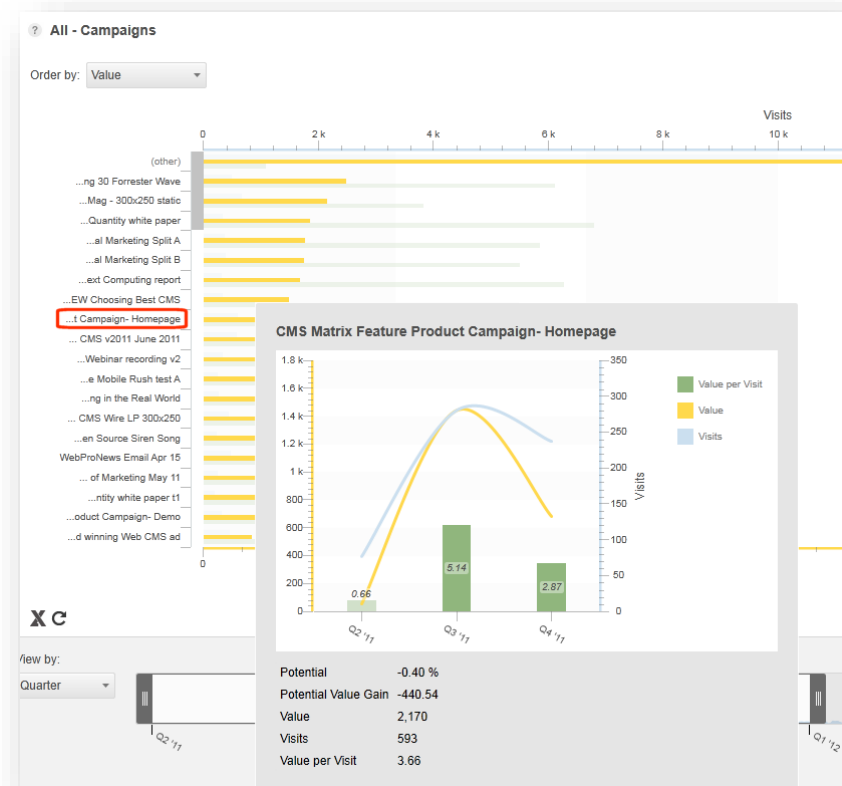 ? All - Campaigns
Order by: Value
Visits
0 2 k 4 k 6 k 8 k 10 k
(other)
...ng 30 Forrester Wave
...Mag - 300x250 static
...Quantity white paper
...al Marketing Split A
...al Marketing Split B
...ext Computing report
...EW Choosing Best CMS
...t Campaign- Homepage
... CMS v2011 June 2011
...Webinar recording v2
...e Mobile Rush test A
...ng in the Real World
... CMS Wire LP 300x250
...en Source Siren Song
WebProNews Email Apr 15
... of Marketing May 11
...ntity white paper t1
...oduct Campaign- Demo
...d winning Web CMS ad
0
CMS Matrix Feature Product Campaign- Homepage
1.8 k
1.6 k
1.4 k
1.2 k
1 k
800
600
400
200
0
350
300
250
200
150
100
50
0
Visits
Value per Visit
Value
Visits
0.66
5.14
2.87
Q2 '11
Q3 '11
Q4 '11
Potential -0.40 %
Potential Value Gain -440.54
Value 2,170
Visits 593
Value per Visit 3.66
X
View by:
Quarter
Q2 '11
Q1 '12